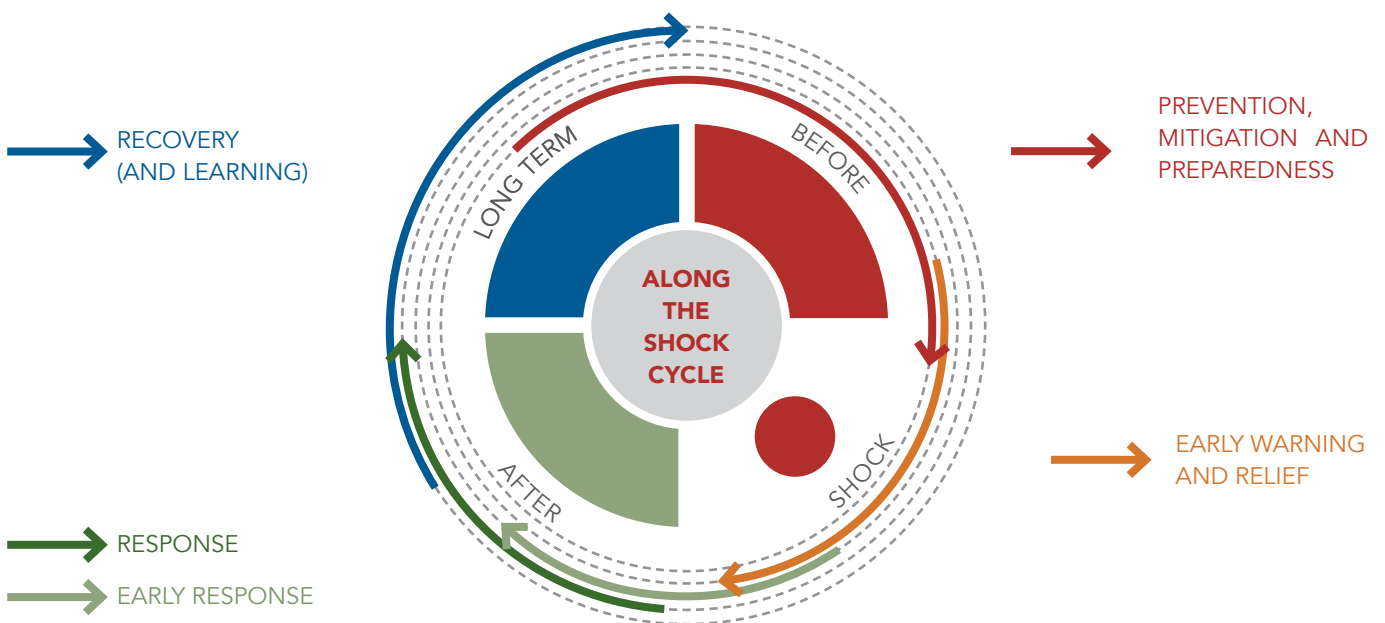 RECOVERY
(AND LEARNING)
LONG TERM
BEFORE
PREVENTION,
MITIGATION AND
PREPAREDNESS
ALONG
THE
SHOCK
CYCLE
AFTER
SHOCK
EARLY WARNING
AND RELIEF
RESPONSE
EARLY RESPONSE